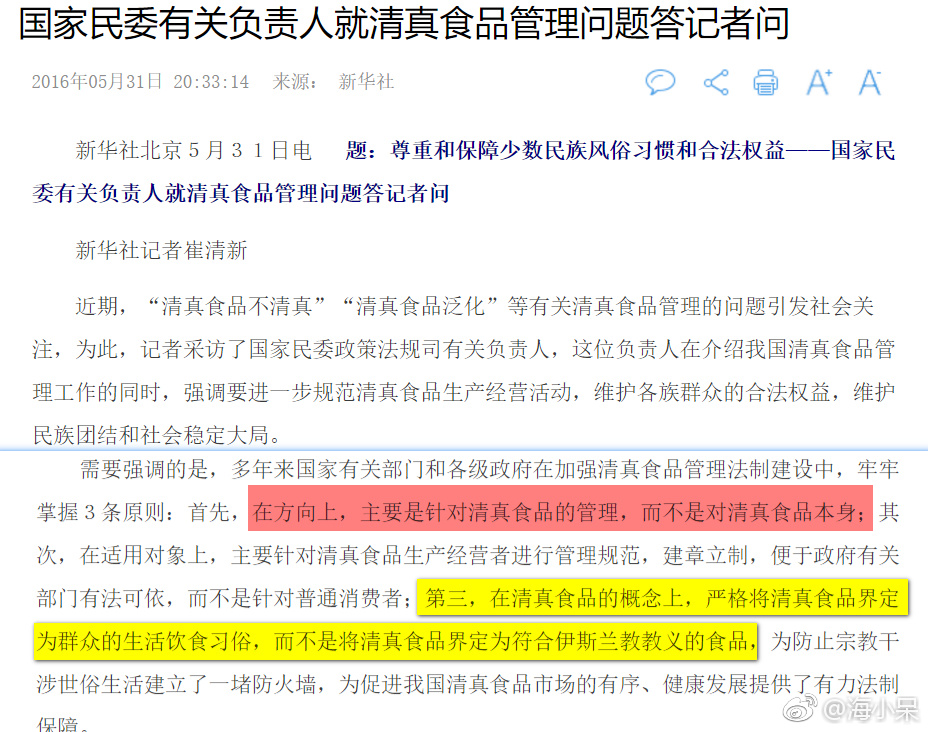 国家民委有关负责人就清真食品管理问题答记者问
2016年05月31日 20:33:14 来源： 新华社
A+ A-
新华社北京５月３１日电 题：尊重和保障少数民族风俗习惯和合法权益——国家民
委有关负责人就清真食品管理问题答记者问
新华社记者崔清新
近期，“清真食品不清真”“清真食品泛化”等有关清真食品管理的问题引发社会关
注，为此，记者采访了国家民委政策法规司有关负责人，这位负责人在介绍我国清真食品管
理工作的同时，强调要进一步规范清真食品生产经营活动，维护各族群众的合法权益，维护
民族团结和社会稳定大局。
需要强调的是，多年来国家有关部门和各级政府在加强清真食品管理法制建设中，牢牢
掌握３条原则：首先，在方向上，主要是针对清真食品的管理，而不是对清真食品本身；其
次，在适用对象上，主要针对清真食品生产经营者进行管理规范，建章立制，便于政府有关
部门有法可依，而不是针对普通消费者；第三，在清真食品的概念上，严格将清真食品界定
为群众的生活饮食习俗，而不是将清真食品界定为符合伊斯兰教教义的食品，为防止宗教干
涉世俗生活建立了一堵防火墙，为促进我国清真食品市场的有序、健康发展提供了有力法制
保障。
@海小呆